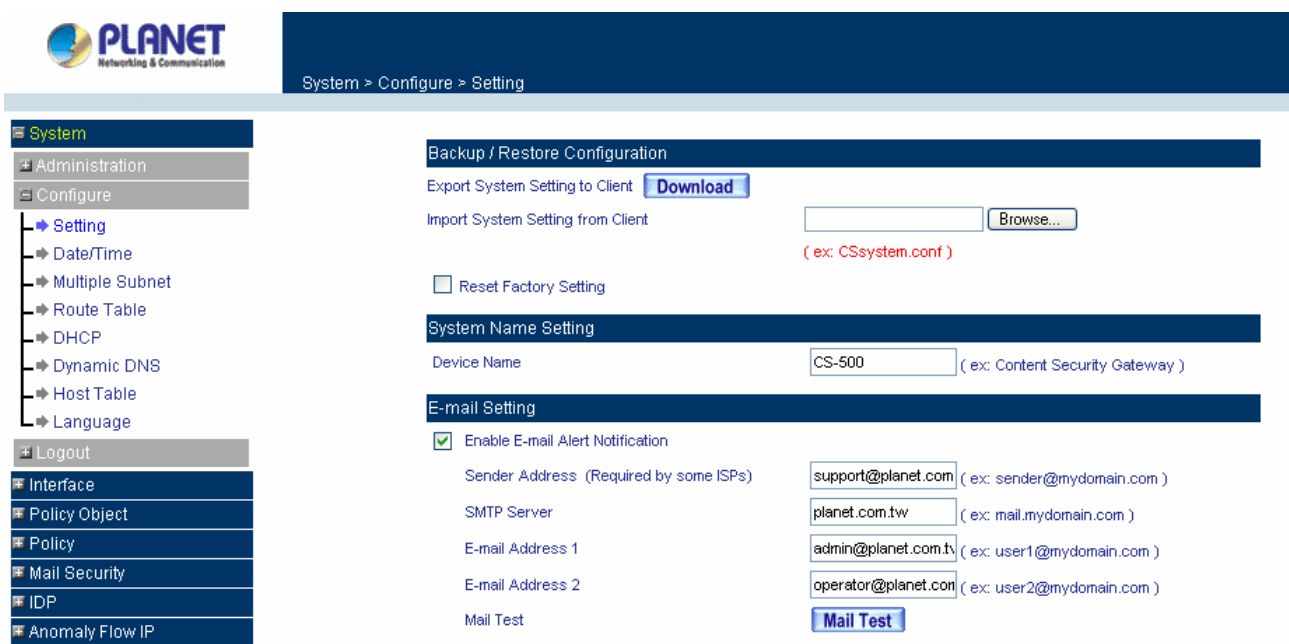 PLANET
Networking & Communication
System > Configure > Setting
System
Administration
Configure
Setting
Date/Time
Multiple Subnet
Route Table
DHCP
Dynamic DNS
Host Table
Language
Logout
Interface
Policy Object
Policy
Mail Security
IDP
Anomaly Flow IP
Backup / Restore Configuration
Export System Setting to Client Download
Import System Setting from Client Browse...
( ex: CSsystem.conf )
Reset Factory Setting
System Name Setting
Device Name CS-500 ( ex: Content Security Gateway )
E-mail Setting
Enable E-mail Alert Notification
Sender Address (Required by some ISPs) support@planet.com ( ex: sender@mydomain.com )
SMTP Server planet.com.tw ( ex: mail.mydomain.com )
E-mail Address 1 admin@planet.com.tv ( ex: user1@mydomain.com )
E-mail Address 2 operator@planet.con ( ex: user2@mydomain.com )
Mail Test Mail Test